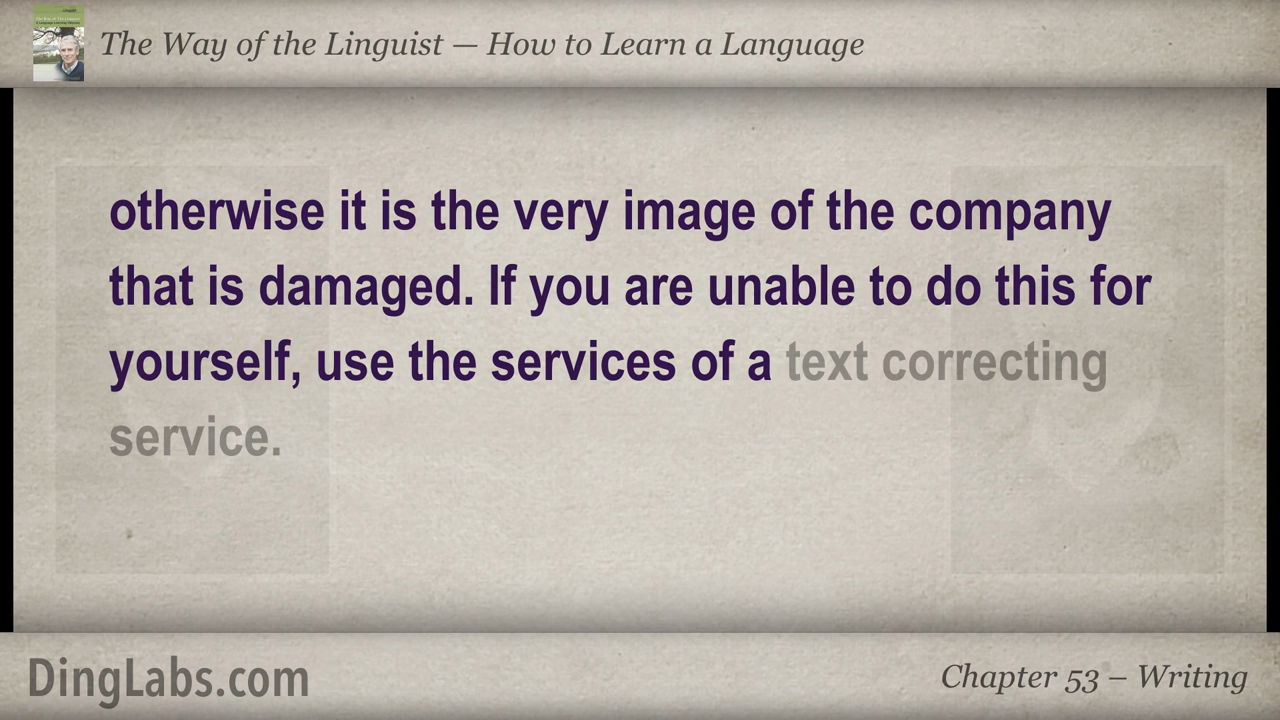 The Way of the Linguist — How to Learn a Language
otherwise it is the very image of the company
that is damaged. If you are unable to do this for
yourself, use the services of a text correcting
service.
DingLabs.com
Chapter 53 – Writing